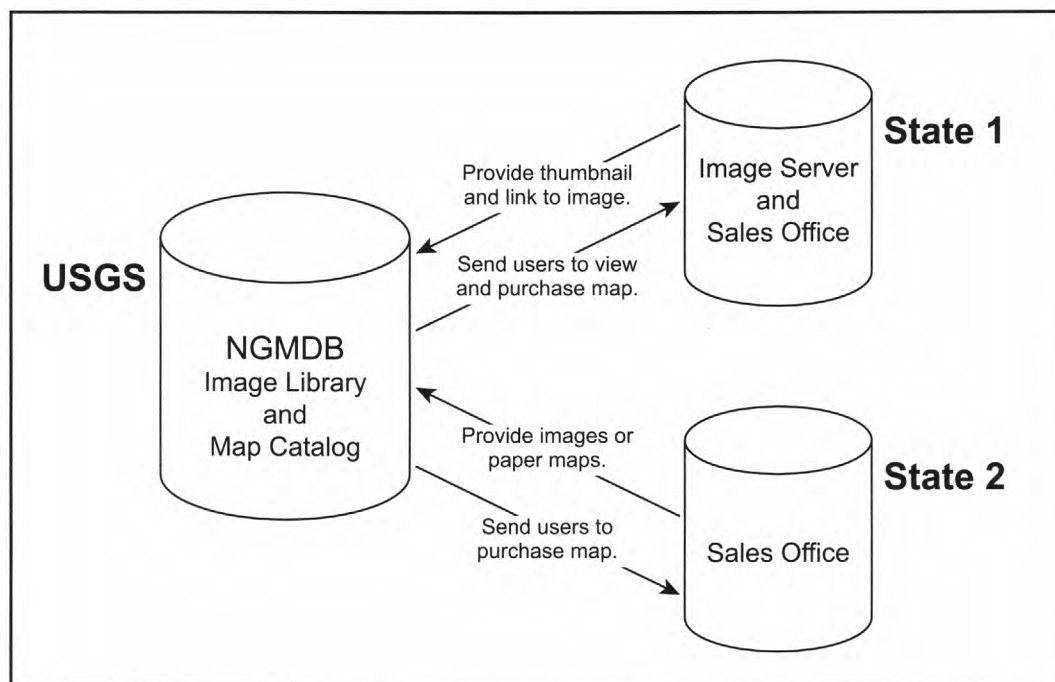 USGS
NGMDB
Image Library
and
Map Catalog
Provide thumbnail
and link to image.
Send users to view
and purchase map.
Image Server
and
Sales Office
State 1
Provide images or
paper maps.
Send users to
purchase map.
Sales Office
State 2